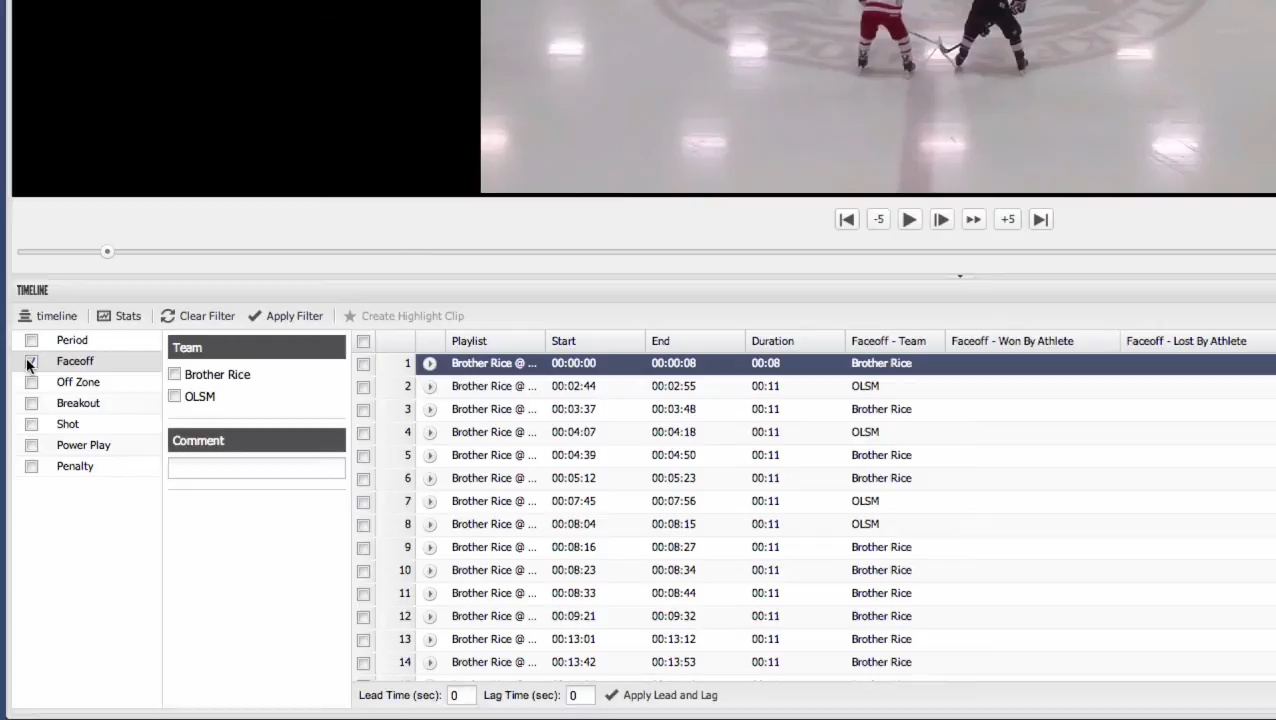 -5
+5
TIMELINE
timeline Stats Clear Filter Apply Filter Create Highlight Clip
Period
Faceoff
Off Zone
Breakout
Shot
Power Play
Penalty
Team
Brother Rice
OLSM
Comment
Playlist Start End Duration Faceoff - Team Faceoff - Won By Athlete Faceoff - Lost By Athlete
1 Brother Rice @ ... 00:00:00 00:00:08 00:08 Brother Rice
2 Brother Rice @ ... 00:02:44 00:02:55 00:11 OLSM
3 Brother Rice @ ... 00:03:37 00:03:48 00:11 Brother Rice
4 Brother Rice @ ... 00:04:07 00:04:18 00:11 OLSM
5 Brother Rice @ ... 00:04:39 00:04:50 00:11 Brother Rice
6 Brother Rice @ ... 00:05:12 00:05:23 00:11 Brother Rice
7 Brother Rice @ ... 00:07:45 00:07:56 00:11 OLSM
8 Brother Rice @ ... 00:08:04 00:08:15 00:11 OLSM
9 Brother Rice @ ... 00:08:16 00:08:27 00:11 Brother Rice
10 Brother Rice @ ... 00:08:23 00:08:34 00:11 Brother Rice
11 Brother Rice @ ... 00:08:33 00:08:44 00:11 Brother Rice
12 Brother Rice @ ... 00:09:21 00:09:32 00:11 Brother Rice
13 Brother Rice @ ... 00:13:01 00:13:12 00:11 Brother Rice
14 Brother Rice @ ... 00:13:42 00:13:53 00:11 Brother Rice
Lead Time (sec): 0 Lag Time (sec): 0 Apply Lead and Lag